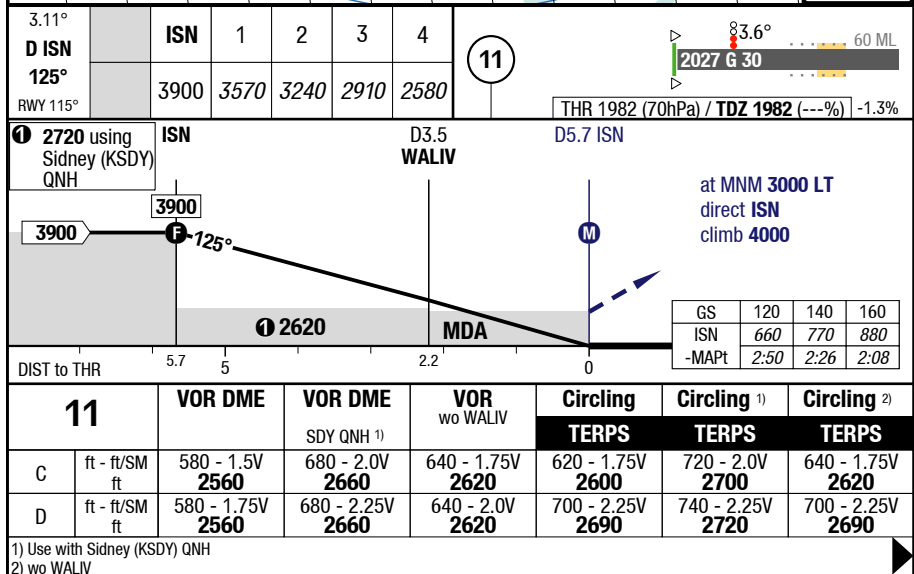 3.11°
D ISN
125°
RWY 115°
ISN 1 2 3 4
3900 3570 3240 2910 2580
11
3.6°
60 ML
2027 G 30
THR 1982 (70hPa) / TDZ 1982 (---%) -1.3%
1 2720 using
Sidney (KSDY)
QNH
ISN
D3.5
WALIV
D5.7 ISN
at MNM 3000 LT
direct ISN
climb 4000
3900
3900
F
125°
M
1 2620
MDA
GS 120 140 160
ISN 660 770 880
-MAPt 2:50 2:26 2:08
DIST to THR 5.7 5 2.2 0
11 VOR DME VOR DME VOR Circling Circling 1) Circling 2)
SDY QNH 1) wo WALIV TERPS TERPS TERPS
C ft - ft/SM 580 - 1.5V 680 - 2.0V 640 - 1.75V 620 - 1.75V 720 - 2.0V 640 - 1.75V
ft 2560 2660 2620 2600 2700 2620
D ft - ft/SM 580 - 1.75V 680 - 2.25V 640 - 2.0V 700 - 2.25V 740 - 2.25V 700 - 2.25V
ft 2560 2660 2620 2690 2720 2690
1) Use with Sidney (KSDY) QNH
2) wo WALIV